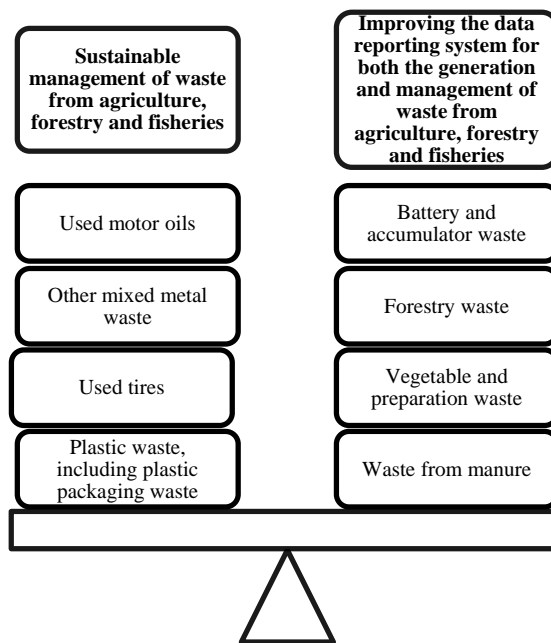 Sustainable
management of waste
from agriculture,
forestry and fisheries
Improving the data
reporting system for
both the generation
and management of
waste from
agriculture, forestry
and fisheries
Used motor oils
Battery and
accumulator waste
Other mixed metal
waste
Forestry waste
Used tires
Vegetable and
preparation waste
Plastic waste,
including plastic
packaging waste
Waste from manure